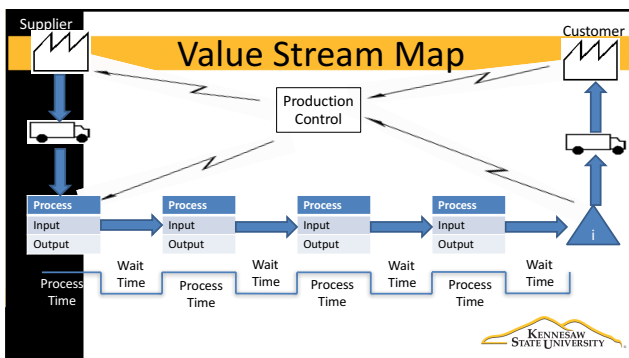 Supplier
Customer
Value Stream Map
Production
Control
Process
Input
Output
Process
Input
Output
Process
Input
Output
Process
Input
Output
i
Process
Time
Wait
Time
Process
Time
Wait
Time
Process
Time
Wait
Time
Process
Time
Wait
Time
KENNESAW
STATE UNIVERSITY